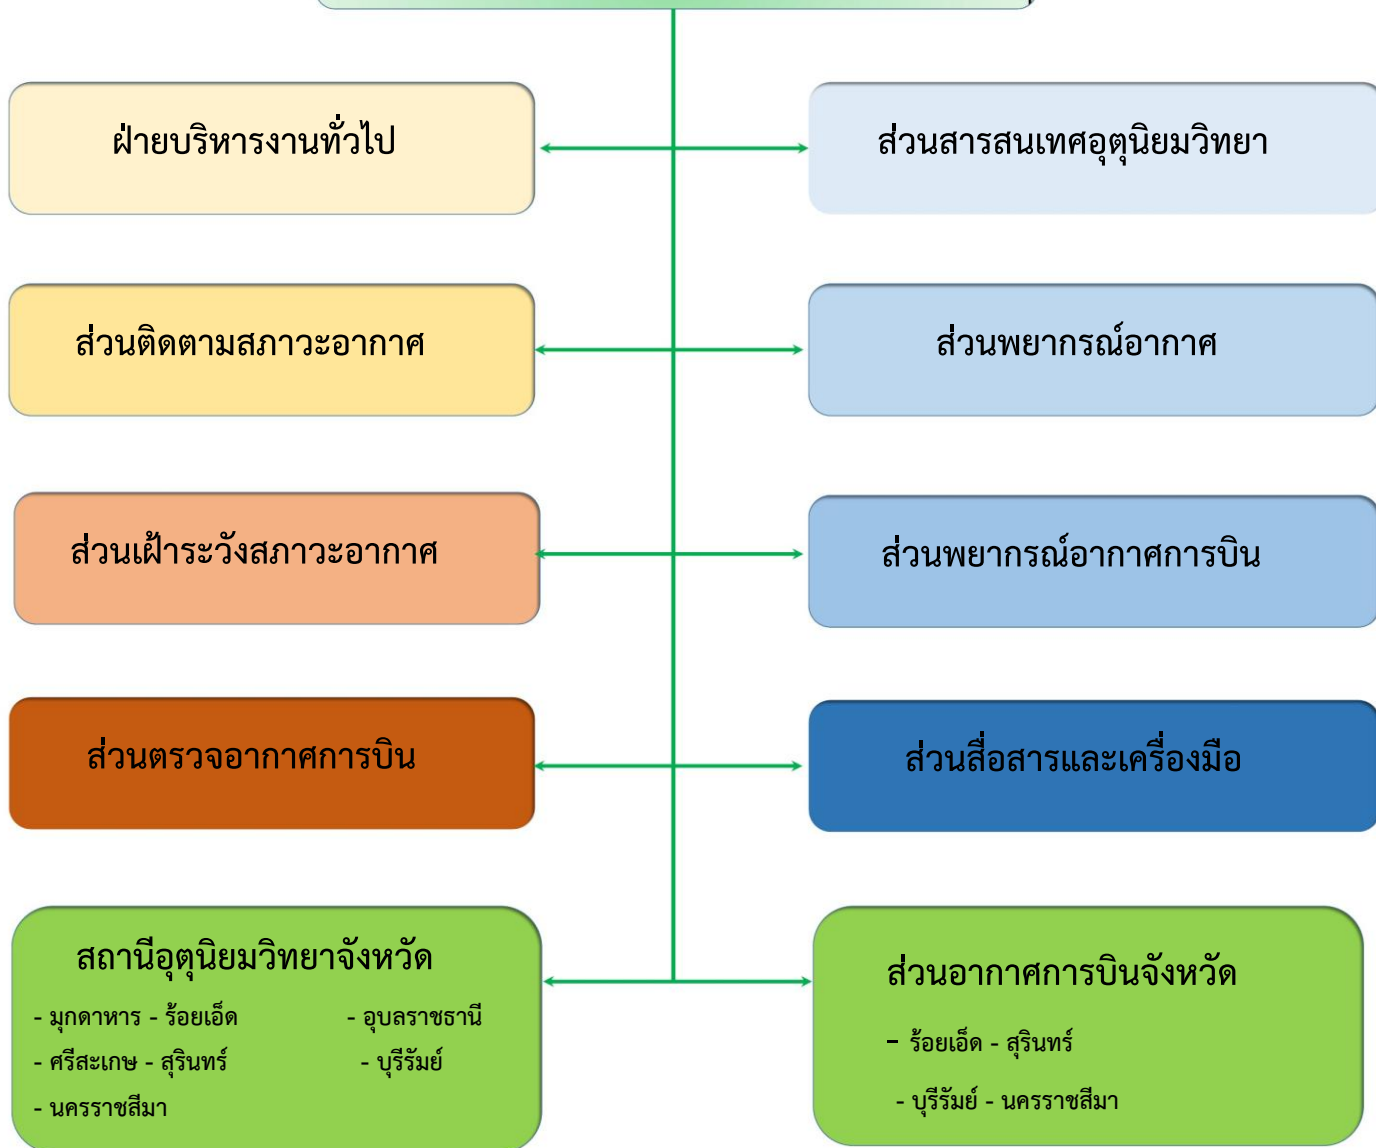 ฝ่ายบริหารงานทั่วไป
ส่วนสารสนเทศอุตุนิยมวิทยา
ส่วนติดตามสภาวะอากาศ
ส่วนพยากรณ์อากาศ
ส่วนเฝ้าระวังสภาวะอากาศ
ส่วนพยากรณ์อากาศการบิน
ส่วนตรวจอากาศการบิน
ส่วนสื่อสารและเครื่องมือ
สถานีอุตุนิยมวิทยาจังหวัด
- มุกดาหาร - ร้อยเอ็ด - อุบลราชธานี
- ศรีสะเกษ - สุรินทร์ - บุรีรัมย์
- นครราชสีมา
ส่วนอากาศการบินจังหวัด
- ร้อยเอ็ด - สุรินทร์
- บุรีรัมย์ - นครราชสีมา